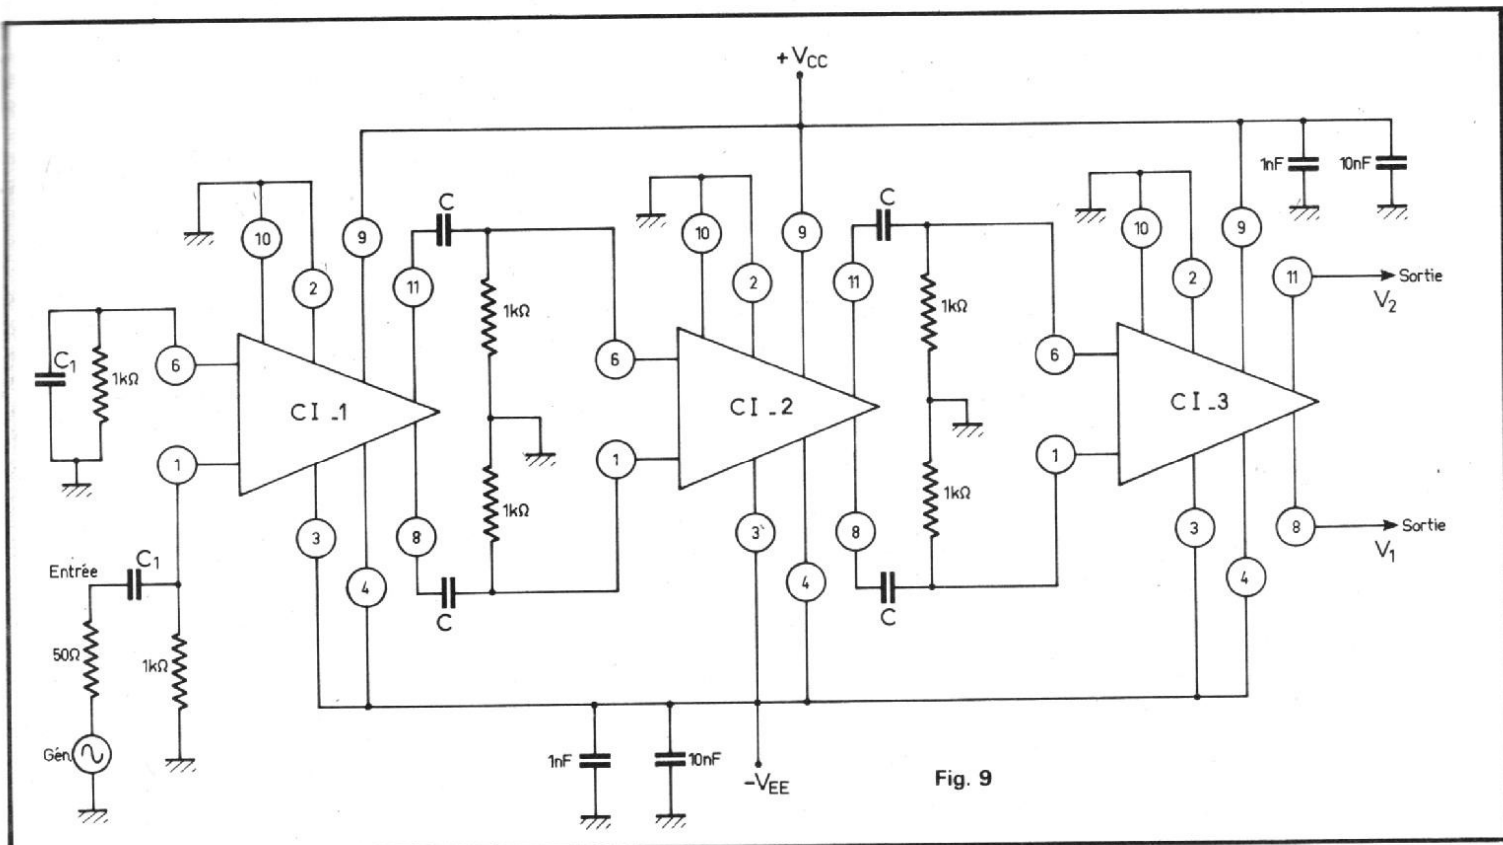 +VCC
1nF
10nF
10
9
C
10
9
C
10
9
2
11
2
11
2
11
Sortie
V2
1kΩ
1kΩ
C1
1kΩ
6
6
6
CI_1
CI_2
CI_3
1
1
1
1kΩ
1kΩ
3
8
3
8
3
8
Sortie
V1
Entrée
C1
4
C
4
C
4
50Ω
1kΩ
Gén.
1nF
10nF
-VEE
Fig. 9